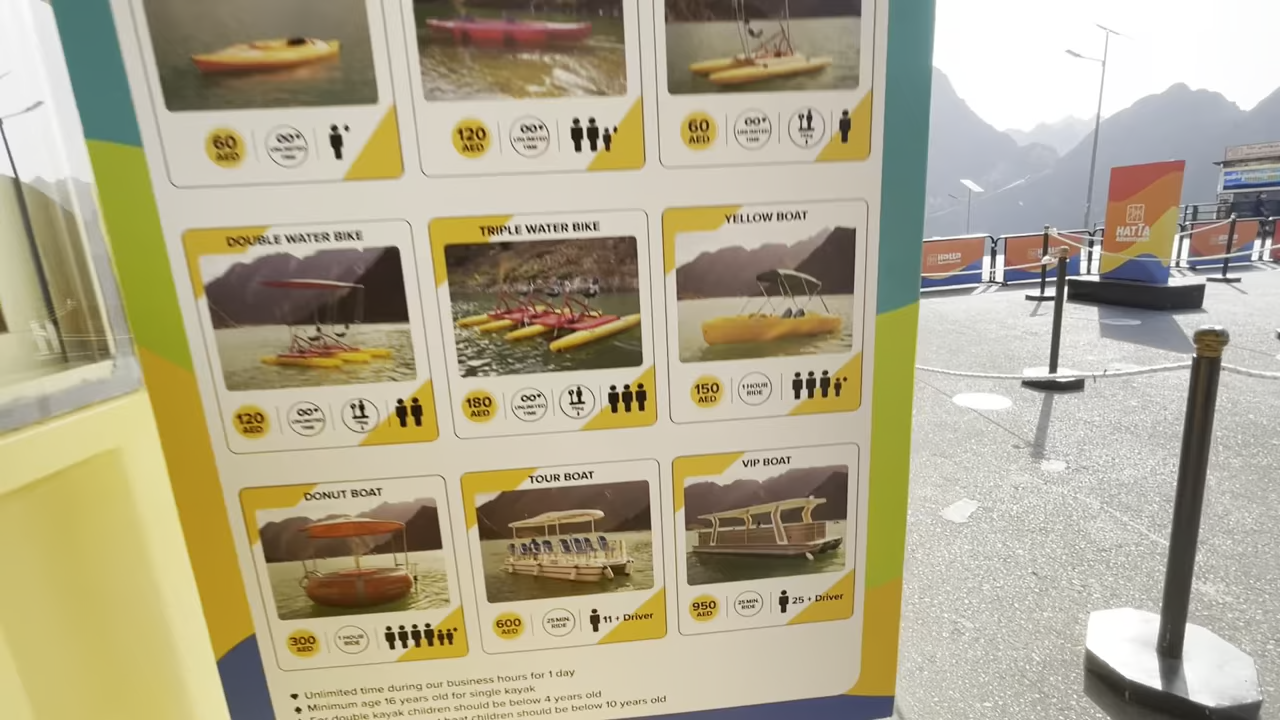 60 AED
∞* UNLIMITED TIME
120 AED
∞* UNLIMITED TIME
60 AED
∞* UNLIMITED TIME
DOUBLE WATER BIKE
120 AED
∞* UNLIMITED TIME
TRIPLE WATER BIKE
180 AED
∞* UNLIMITED TIME
YELLOW BOAT
150 AED
1 HOUR RIDE
DONUT BOAT
300 AED
1 HOUR RIDE
TOUR BOAT
600 AED
25 MIN. RIDE
11 + Driver
VIP BOAT
950 AED
25 MIN. RIDE
25 + Driver
Unlimited time during our business hours for 1 day
Minimum age 16 years old for single kayak
For double kayak children should be below 4 years old
boat children should be below 10 years old
HATTA